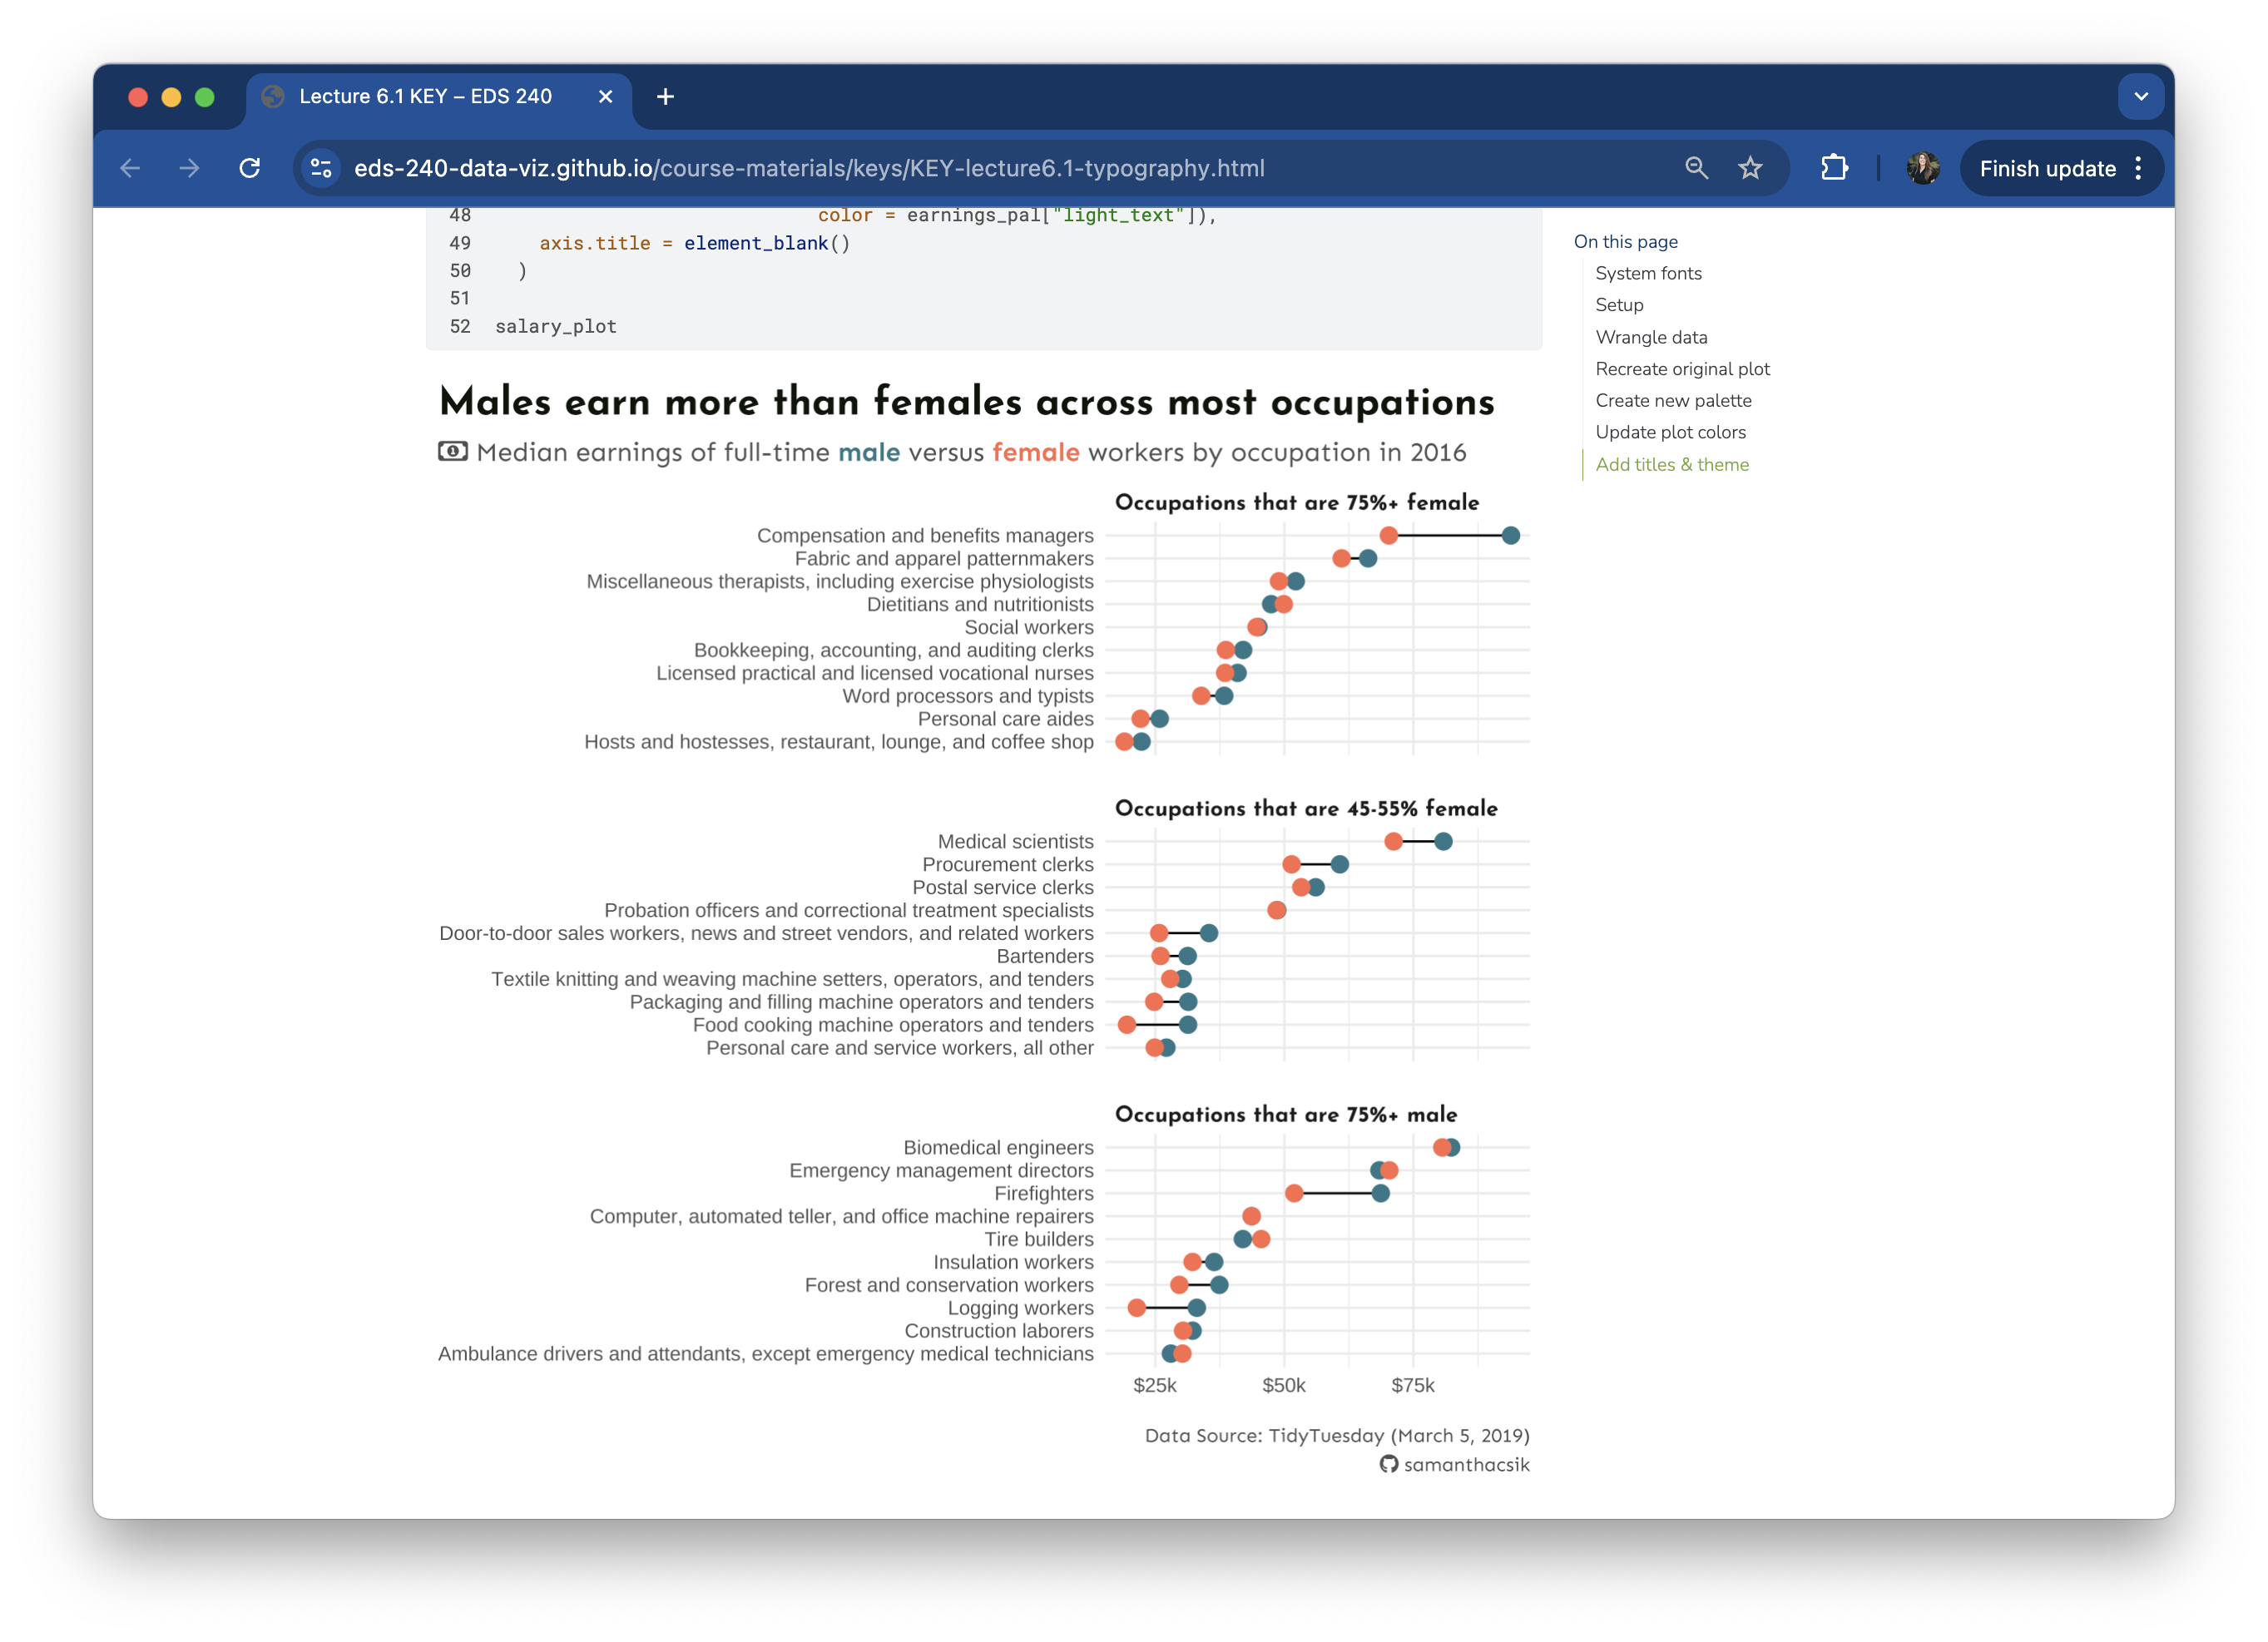 Lecture 6.1 KEY – EDS 240
eds-240-data-viz.github.io/course-materials/keys/KEY-lecture6.1-typography.html
Finish update
48 color = earnings_pal["light_text"]),
49 axis.title = element_blank()
50 )
51
52 salary_plot
On this page
System fonts
Setup
Wrangle data
Recreate original plot
Create new palette
Update plot colors
Add titles & theme
Males earn more than females across most occupations
Median earnings of full-time male versus female workers by occupation in 2016
Occupations that are 75%+ female
Compensation and benefits managers
Fabric and apparel patternmakers
Miscellaneous therapists, including exercise physiologists
Dietitians and nutritionists
Social workers
Bookkeeping, accounting, and auditing clerks
Licensed practical and licensed vocational nurses
Word processors and typists
Personal care aides
Hosts and hostesses, restaurant, lounge, and coffee shop
Occupations that are 45-55% female
Medical scientists
Procurement clerks
Postal service clerks
Probation officers and correctional treatment specialists
Door-to-door sales workers, news and street vendors, and related workers
Bartenders
Textile knitting and weaving machine setters, operators, and tenders
Packaging and filling machine operators and tenders
Food cooking machine operators and tenders
Personal care and service workers, all other
Occupations that are 75%+ male
Biomedical engineers
Emergency management directors
Firefighters
Computer, automated teller, and office machine repairers
Tire builders
Insulation workers
Forest and conservation workers
Logging workers
Construction laborers
Ambulance drivers and attendants, except emergency medical technicians
$25k $50k $75k
Data Source: TidyTuesday (March 5, 2019)
samanthacsik